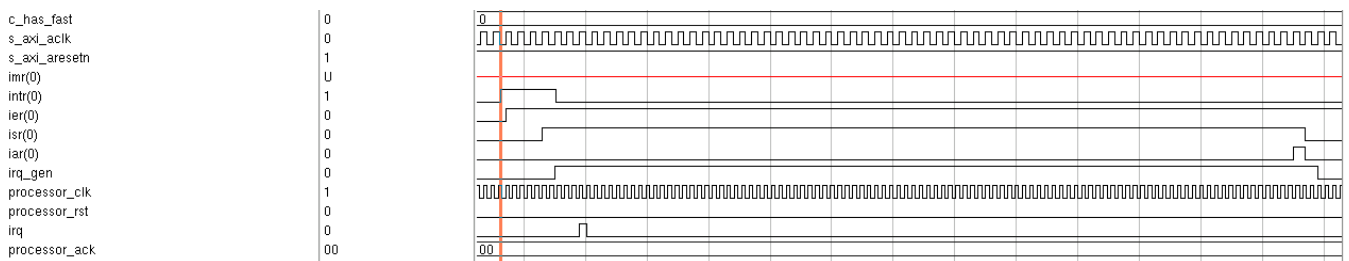 c_has_fast 0 0
s_axi_aclk 0
s_axi_aresetn 1
imr(0) U
intr(0) 1
ier(0) 0
isr(0) 0
iar(0) 0
irq_gen 0
processor_clk 1
processor_rst 0
irq 0
processor_ack 00 00